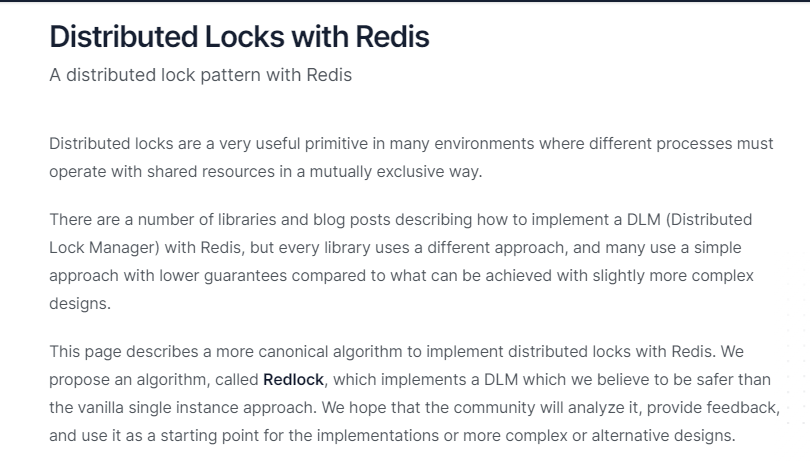 Distributed Locks with Redis
A distributed lock pattern with Redis
Distributed locks are a very useful primitive in many environments where different processes must
operate with shared resources in a mutually exclusive way.
There are a number of libraries and blog posts describing how to implement a DLM (Distributed
Lock Manager) with Redis, but every library uses a different approach, and many use a simple
approach with lower guarantees compared to what can be achieved with slightly more complex
designs.
This page describes a more canonical algorithm to implement distributed locks with Redis. We
propose an algorithm, called Redlock, which implements a DLM which we believe to be safer than
the vanilla single instance approach. We hope that the community will analyze it, provide feedback,
and use it as a starting point for the implementations or more complex or alternative designs.